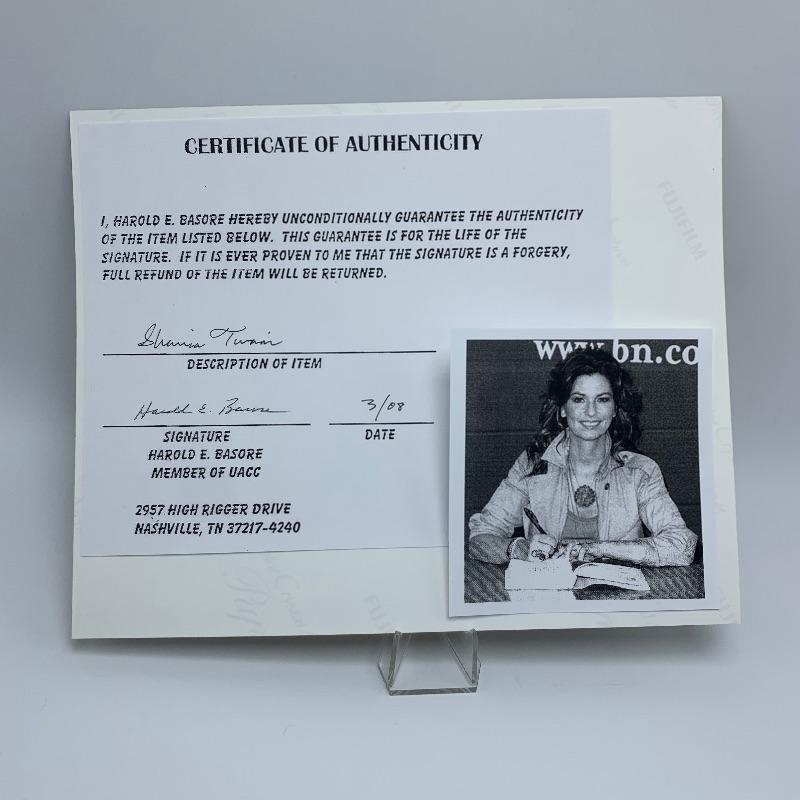 CERTIFICATE OF AUTHENTICITY
I, HAROLD E. BASORE HEREBY UNCONDITIONALLY GUARANTEE THE AUTHENTICITY
OF THE ITEM LISTED BELOW. THIS GUARANTEE IS FOR THE LIFE OF THE
SIGNATURE. IF IT IS EVER PROVEN TO ME THAT THE SIGNATURE IS A FORGERY,
FULL REFUND OF THE ITEM WILL BE RETURNED.
Shania Twain
DESCRIPTION OF ITEM
Harold E. Basore 3/08
SIGNATURE DATE
HAROLD E. BASORE
MEMBER OF UACC
2957 HIGH RIGGER DRIVE
NASHVILLE, TN 37217-4240
www.bn.co
FUJIFILM